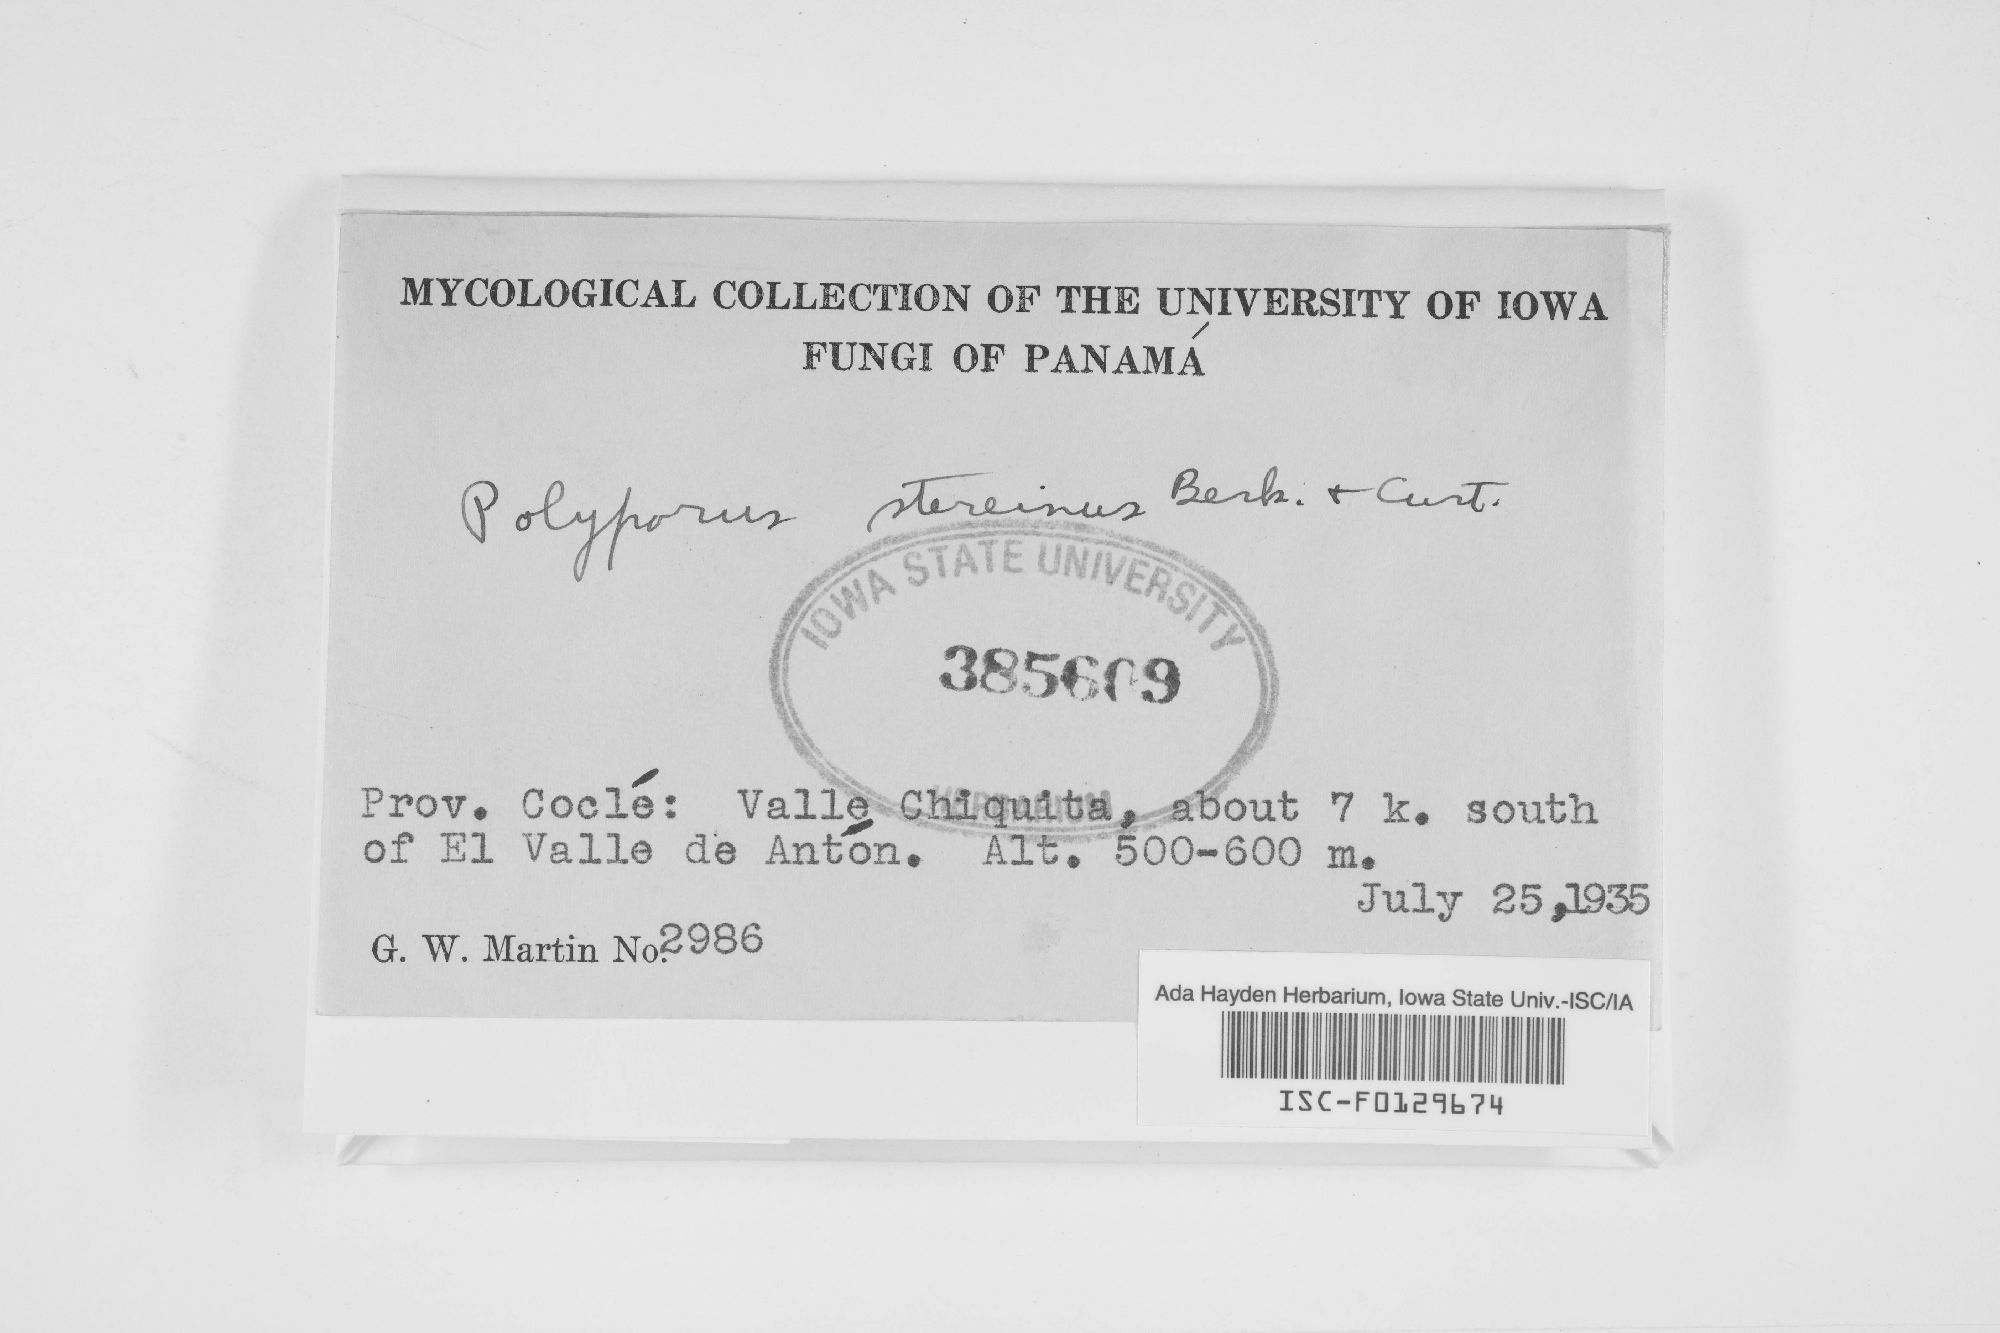 MYCOLOGICAL COLLECTION OF THE UNIVERSITY OF IOWA
FUNGI OF PANAMÁ
Polyporus stereinus Berk. & Curt.
IOWA STATE UNIVERSITY
385609
HERBARIUM
Prov. Coclé: Valle Chiquita, about 7 k. south
of El Valle de Antón. Alt. 500-600 m.
July 25, 1935
G. W. Martin No. 2986
Ada Hayden Herbarium, Iowa State Univ.-ISC/IA
ISC-F0129674